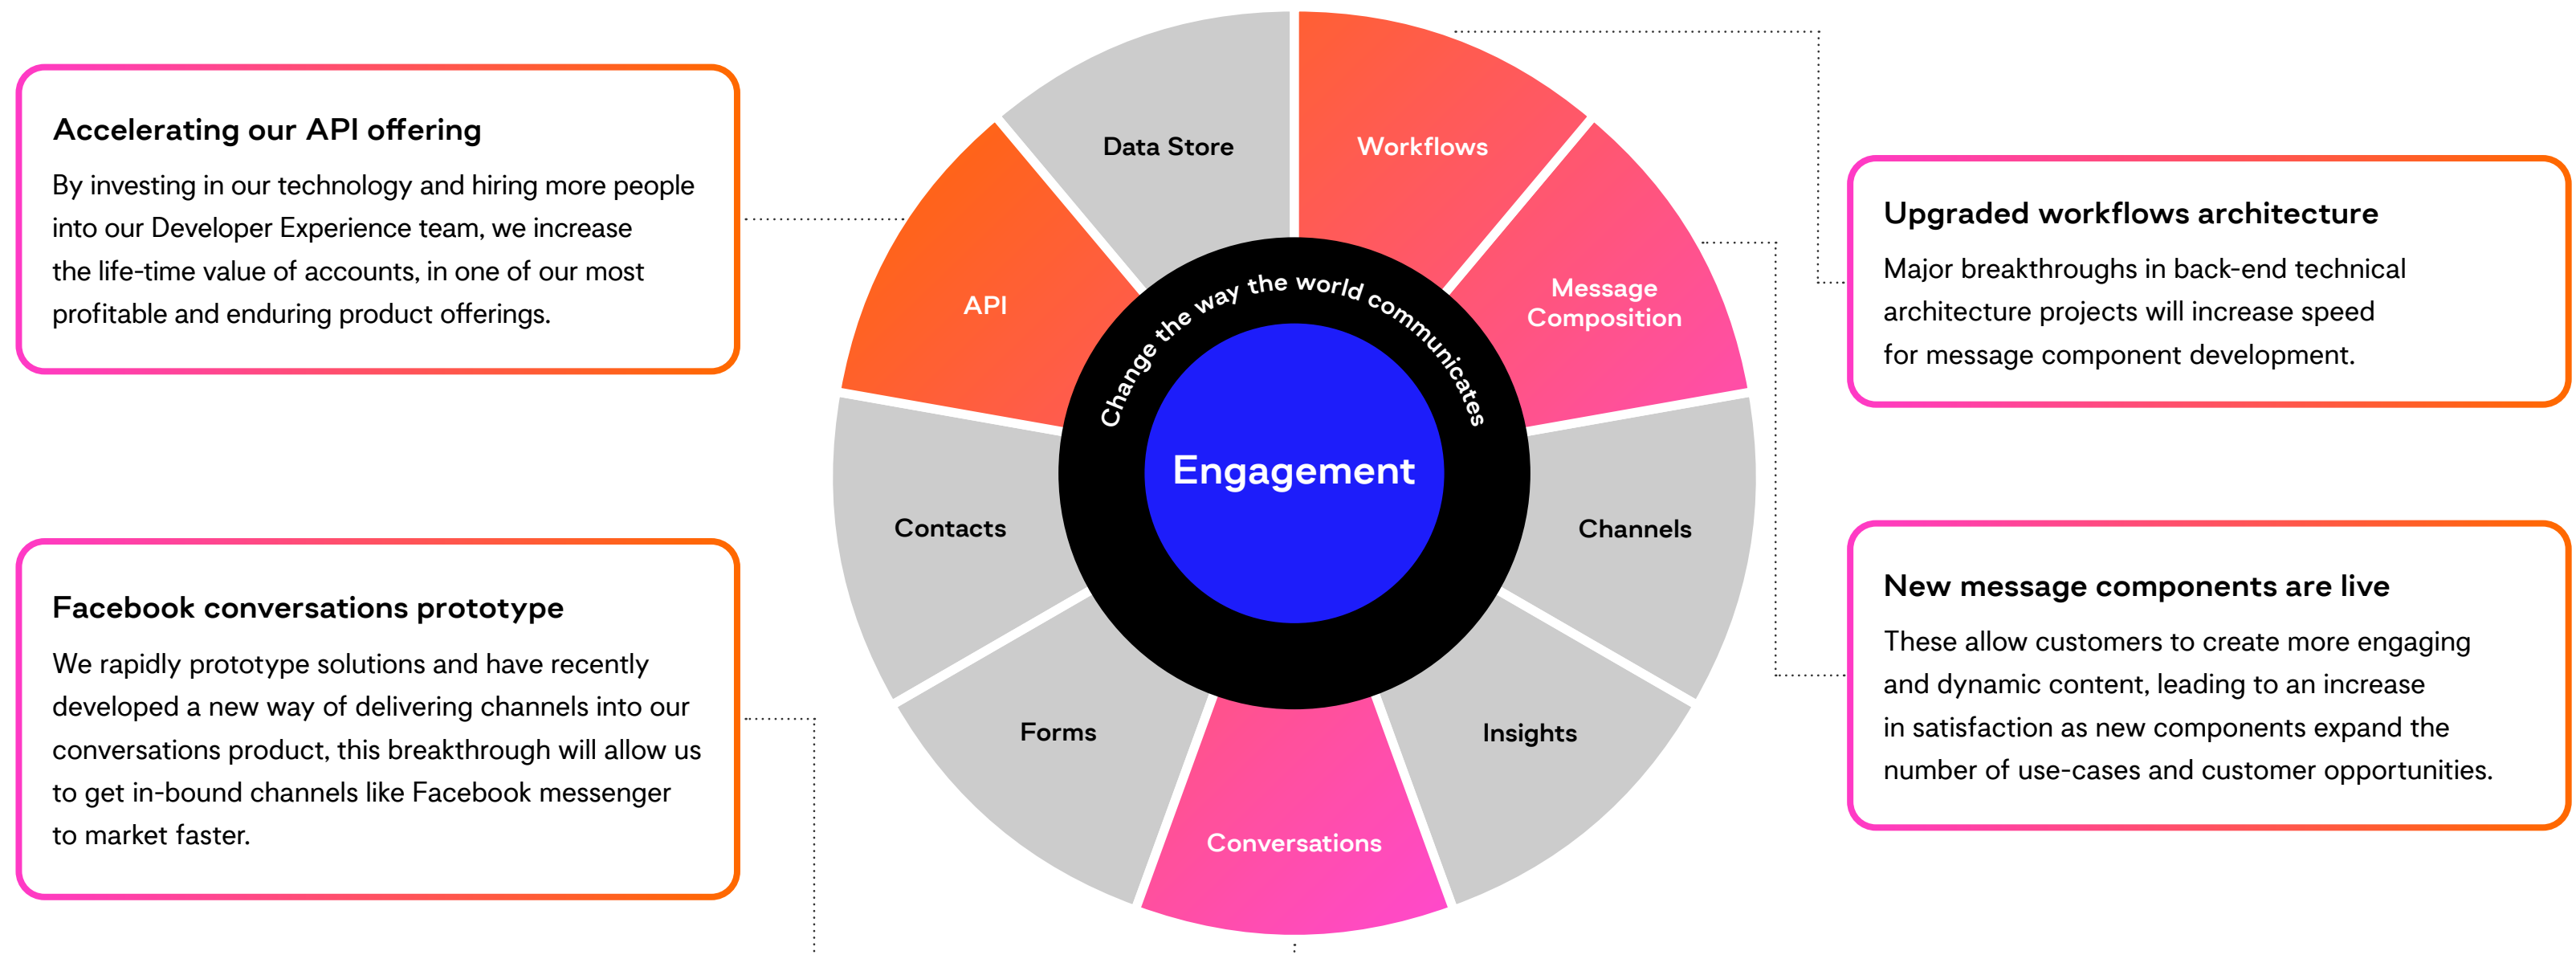 Accelerating our API offering
By investing in our technology and hiring more people
into our Developer Experience team, we increase
the life-time value of accounts, in one of our most
profitable and enduring product offerings.
Facebook conversations prototype
We rapidly prototype solutions and have recently
developed a new way of delivering channels into our
conversations product, this breakthrough will allow us
to get in-bound channels like Facebook messenger
to market faster.
Data Store
Workflows
API
Message
Composition
Change the way the world communicates
Engagement
Contacts
Channels
Forms
Insights
Conversations
Upgraded workflows architecture
Major breakthroughs in back-end technical
architecture projects will increase speed
for message component development.
New message components are live
These allow customers to create more engaging
and dynamic content, leading to an increase
in satisfaction as new components expand the
number of use-cases and customer opportunities.